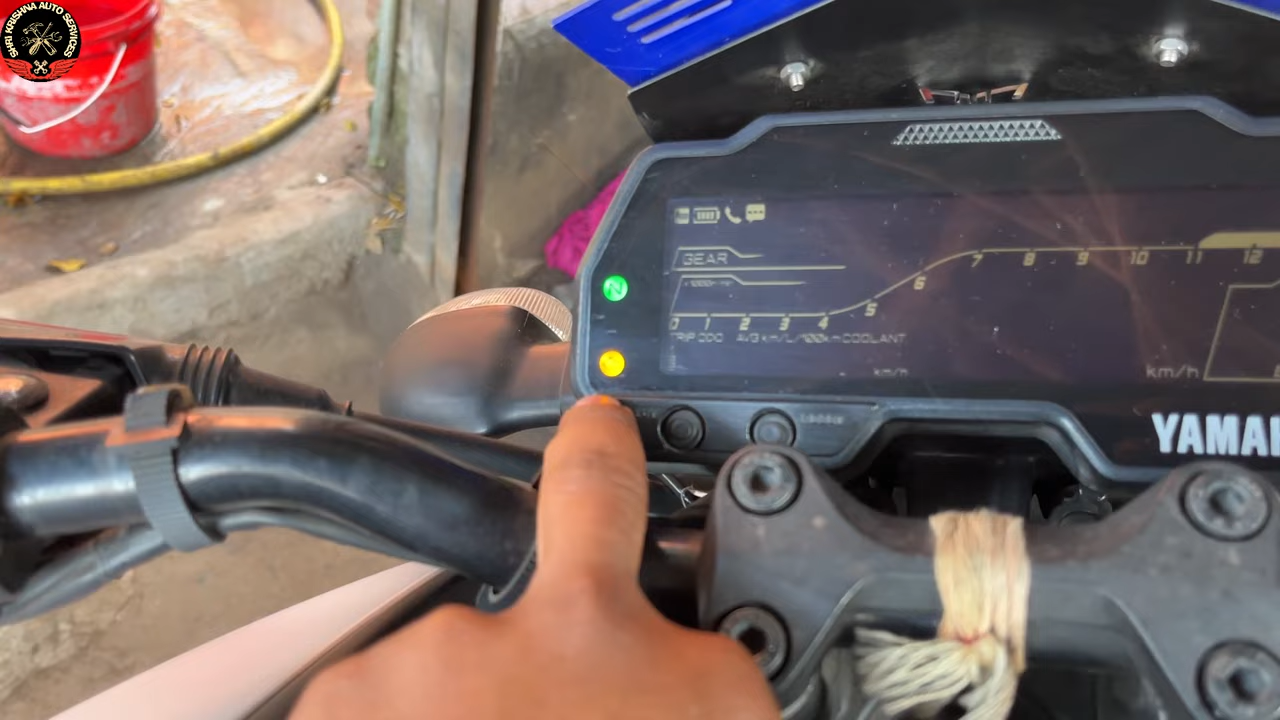 SHRI KRISHNA AUTO SERVICES
N
GEAR
0 1 2 3 4 5 6 7 8 9 10 11 12
TRIP ODO AVG km/L/100km COOLANT
km/h
km/h
YAMA